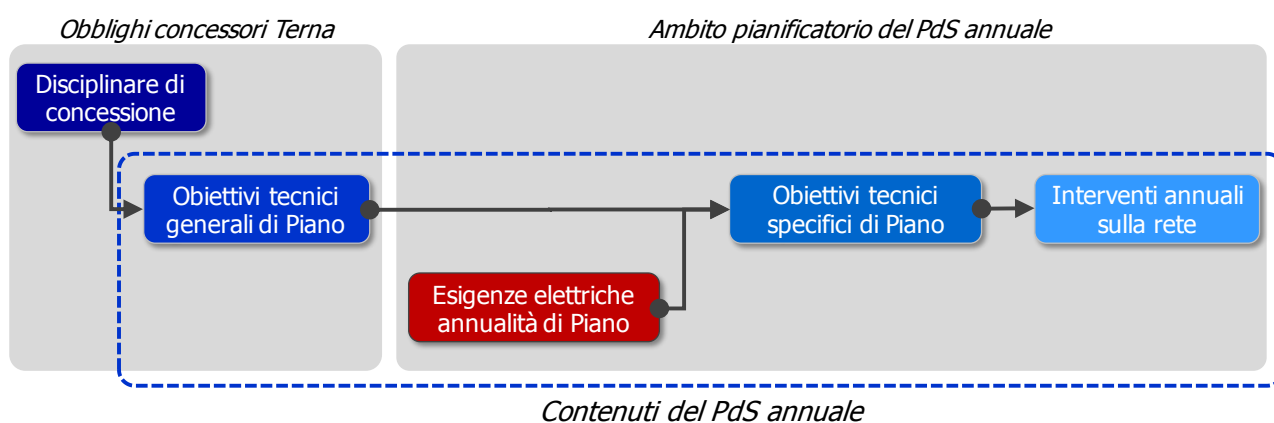 Obblighi concessori Terna
Ambito pianificatorio del PdS annuale
Disciplinare di
concessione
Obiettivi tecnici
generali di Piano
Obiettivi tecnici
specifici di Piano
Interventi annuali
sulla rete
Esigenze elettriche
annualità di Piano
Contenuti del PdS annuale